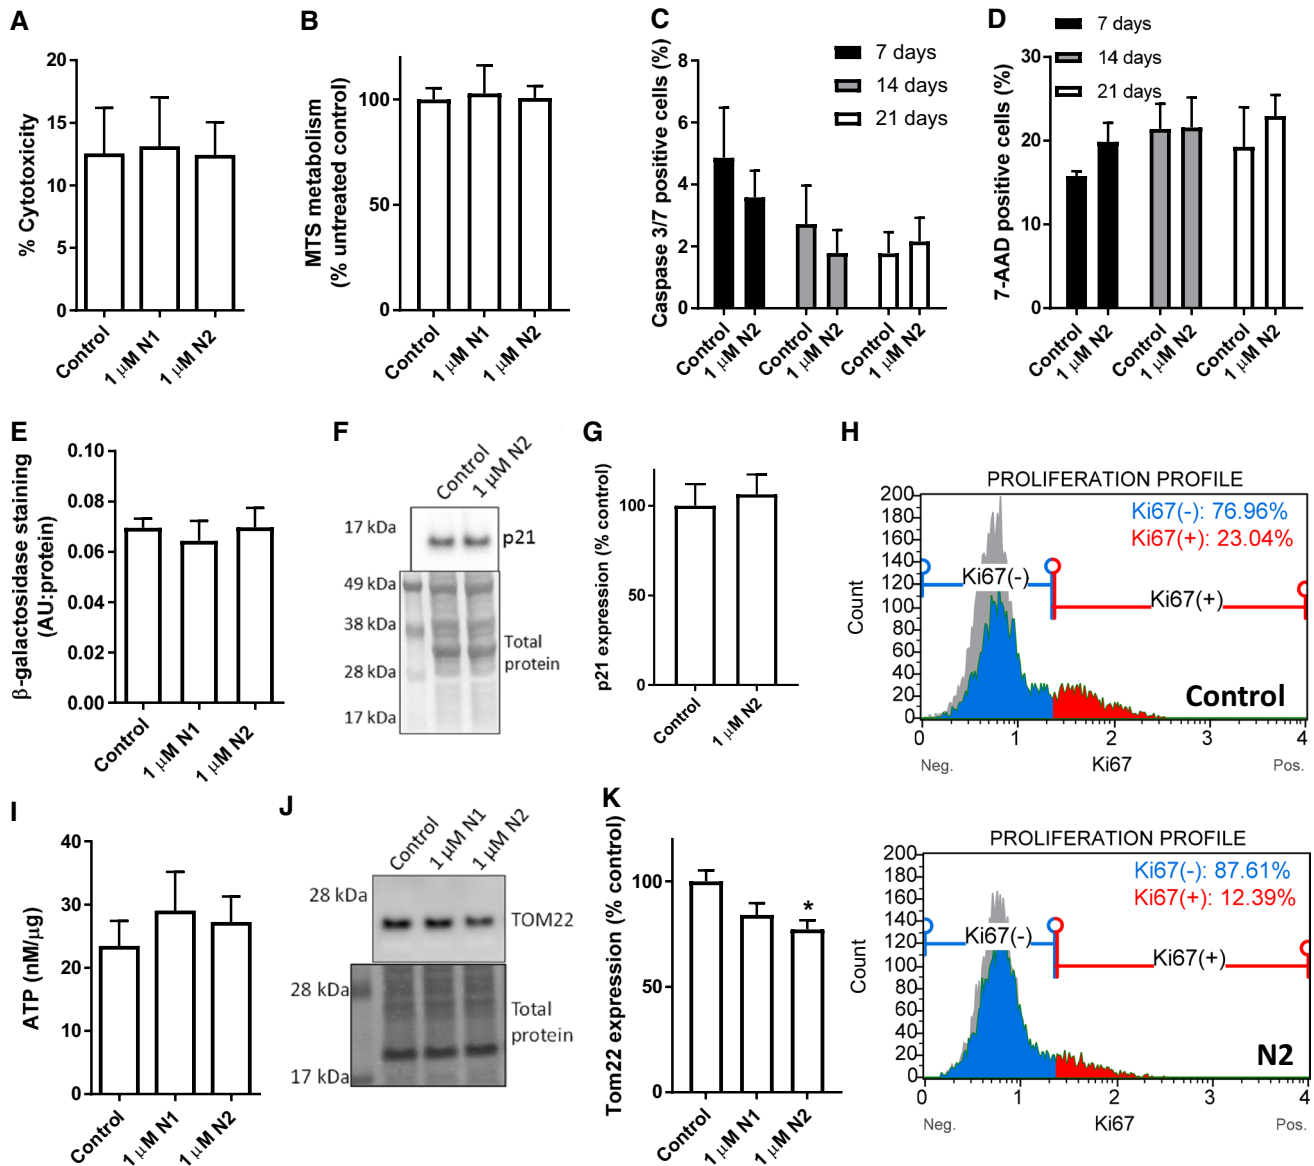 A
% Cytotoxicity
20
15
10
5
0
Control
1 μM N1
1 μM N2
B
MTS metabolism
(% untreated control)
100
50
0
Control
1 μM N1
1 μM N2
C
Caspase 3/7 positive cells (%)
8
6
4
2
0
7 days
14 days
21 days
Control
1 μM N2
Control
1 μM N2
Control
1 μM N2
D
7-AAD positive cells (%)
30
20
10
0
7 days
14 days
21 days
Control
1 μM N2
Control
1 μM N2
Control
1 μM N2
E
β-galactosidase staining
(AU:protein)
0.10
0.08
0.06
0.04
0.02
0.00
Control
1 μM N1
1 μM N2
F
Control
1 μM N2
17 kDa
p21
49 kDa
38 kDa
28 kDa
17 kDa
Total
protein
G
p21 expression (% control)
100
50
0
Control
1 μM N2
H
PROLIFERATION PROFILE
Ki67(-): 76.96%
Ki67(+): 23.04%
Count
200
180
160
140
120
100
80
60
40
20
0
Ki67(-)
Ki67(+)
Control
0
1
2
3
4
Neg.
Ki67
Pos.
PROLIFERATION PROFILE
Ki67(-): 87.61%
Ki67(+): 12.39%
Count
200
180
160
140
120
100
80
60
40
20
0
Ki67(-)
Ki67(+)
N2
0
1
2
3
4
Neg.
Ki67
Pos.
I
ATP (nM/μg)
40
30
20
10
0
Control
1 μM N1
1 μM N2
J
Control
1 μM N1
1 μM N2
28 kDa
TOM22
28 kDa
17 kDa
Total
protein
K
Tom22 expression (% control)
100
50
0
*
Control
1 μM N1
1 μM N2